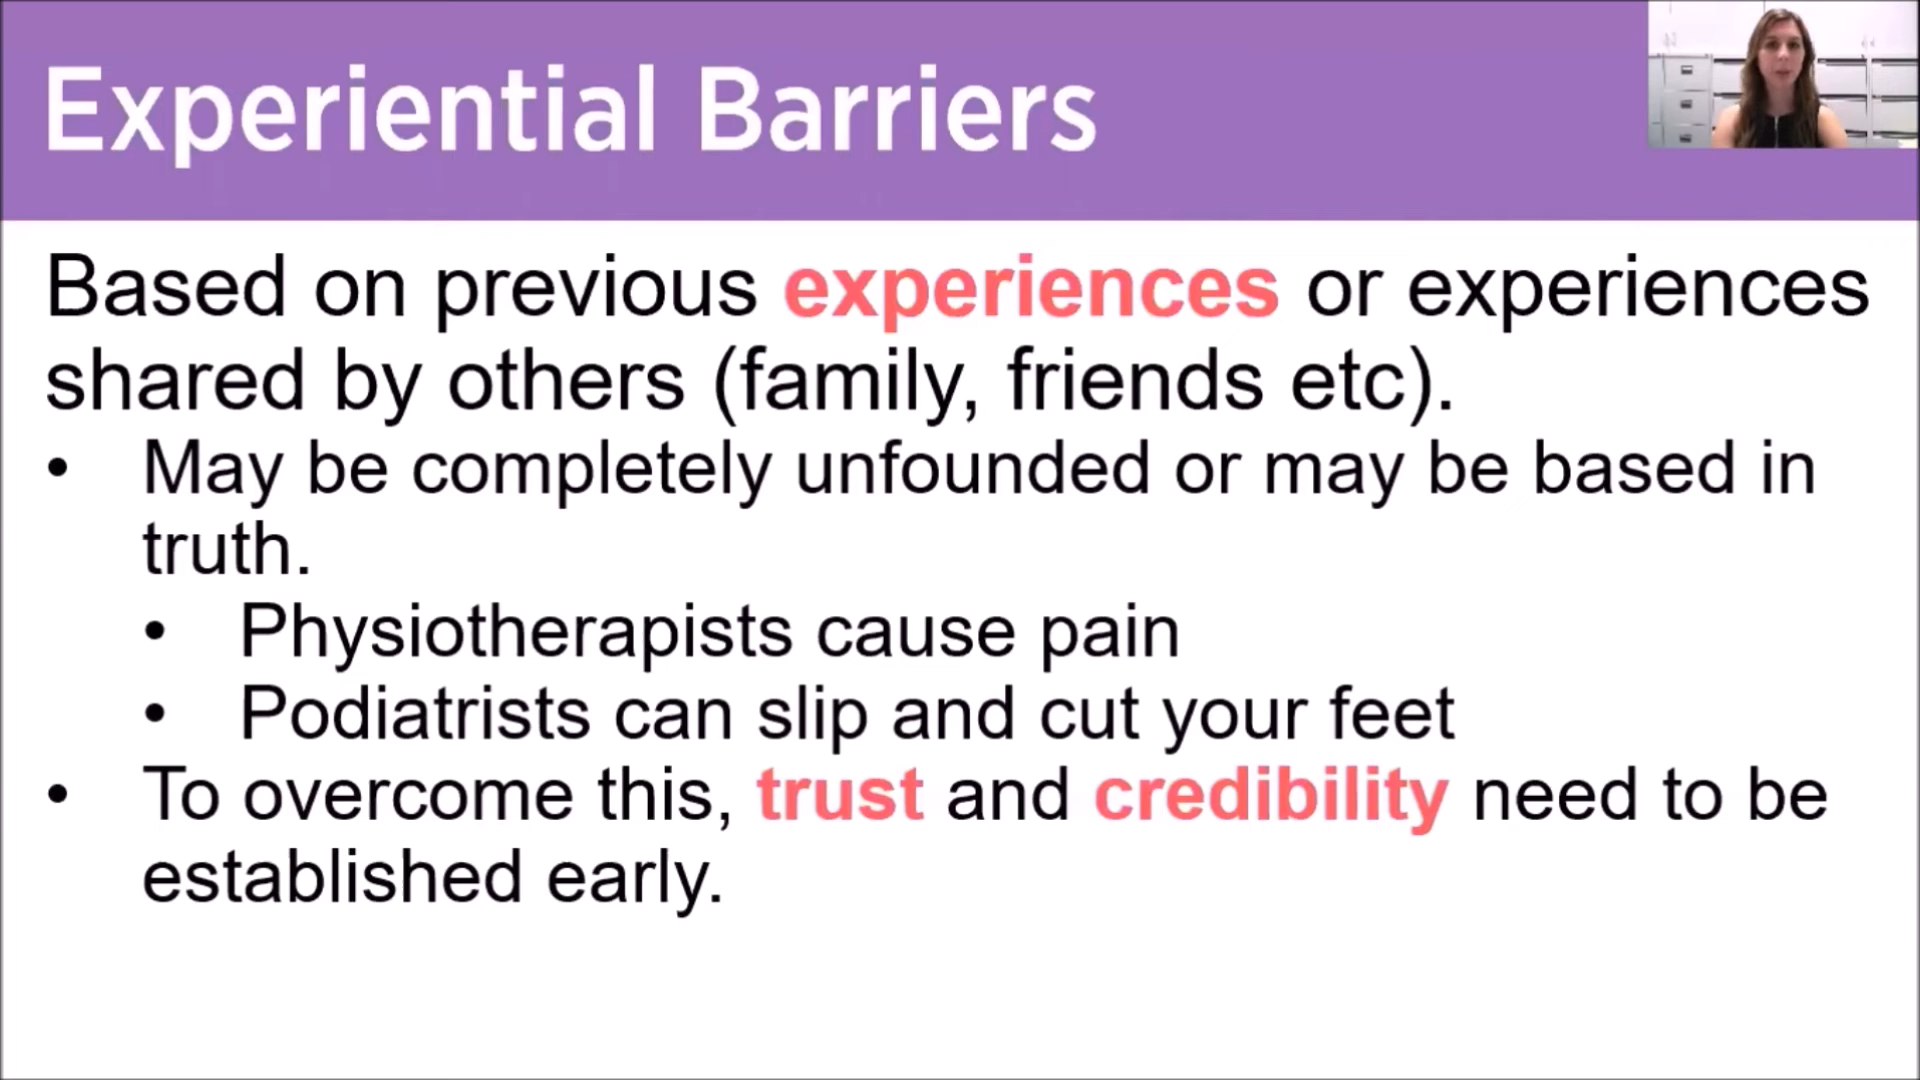 Experiential Barriers
Based on previous experiences or experiences
shared by others (family, friends etc).
• May be completely unfounded or may be based in
truth.
• Physiotherapists cause pain
• Podiatrists can slip and cut your feet
• To overcome this, trust and credibility need to be
established early.